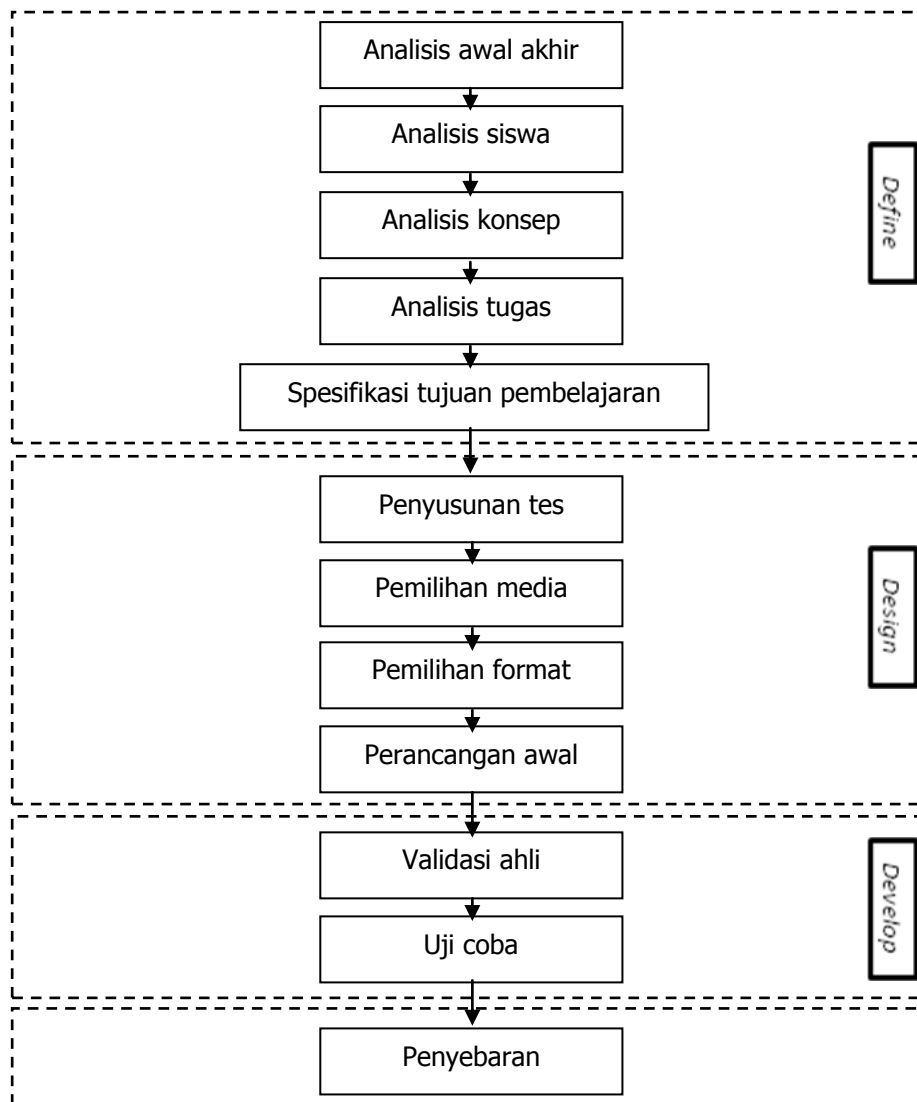 Analisis awal akhir
Analisis siswa
Analisis konsep
Analisis tugas
Spesifikasi tujuan pembelajaran
Define
Penyusunan tes
Pemilihan media
Pemilihan format
Perancangan awal
Design
Validasi ahli
Uji coba
Develop
Penyebaran